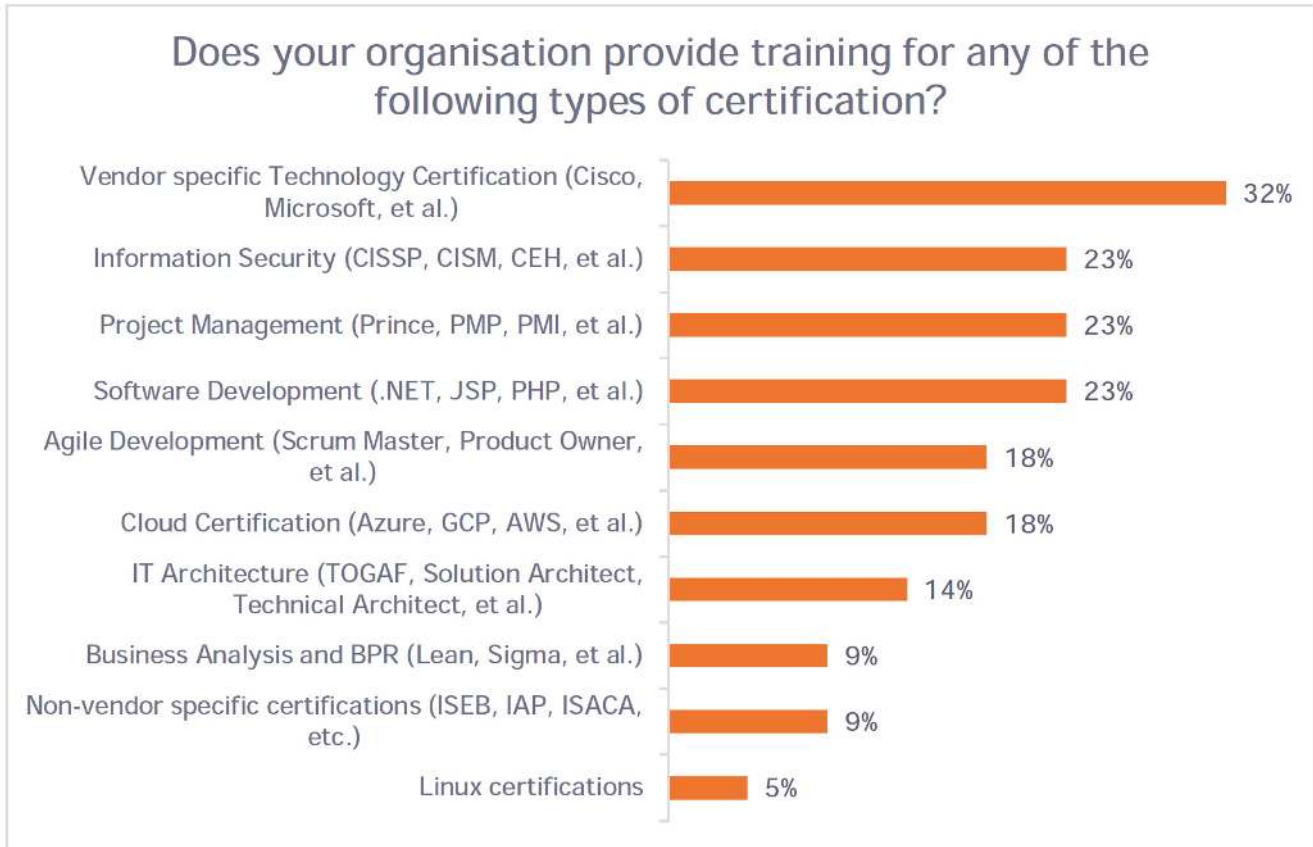 Does your organisation provide training for any of the
following types of certification?
Vendor specific Technology Certification (Cisco,
Microsoft, et al.)
32%
Information Security (CISSP, CISM, CEH, et al.)
23%
Project Management (Prince, PMP, PMI, et al.)
23%
Software Development (.NET, JSP, PHP, et al.)
23%
Agile Development (Scrum Master, Product Owner,
et al.)
18%
Cloud Certification (Azure, GCP, AWS, et al.)
18%
IT Architecture (TOGAF, Solution Architect,
Technical Architect, et al.)
14%
Business Analysis and BPR (Lean, Sigma, et al.)
9%
Non-vendor specific certifications (ISEB, IAP, ISACA,
etc.)
9%
Linux certifications
5%